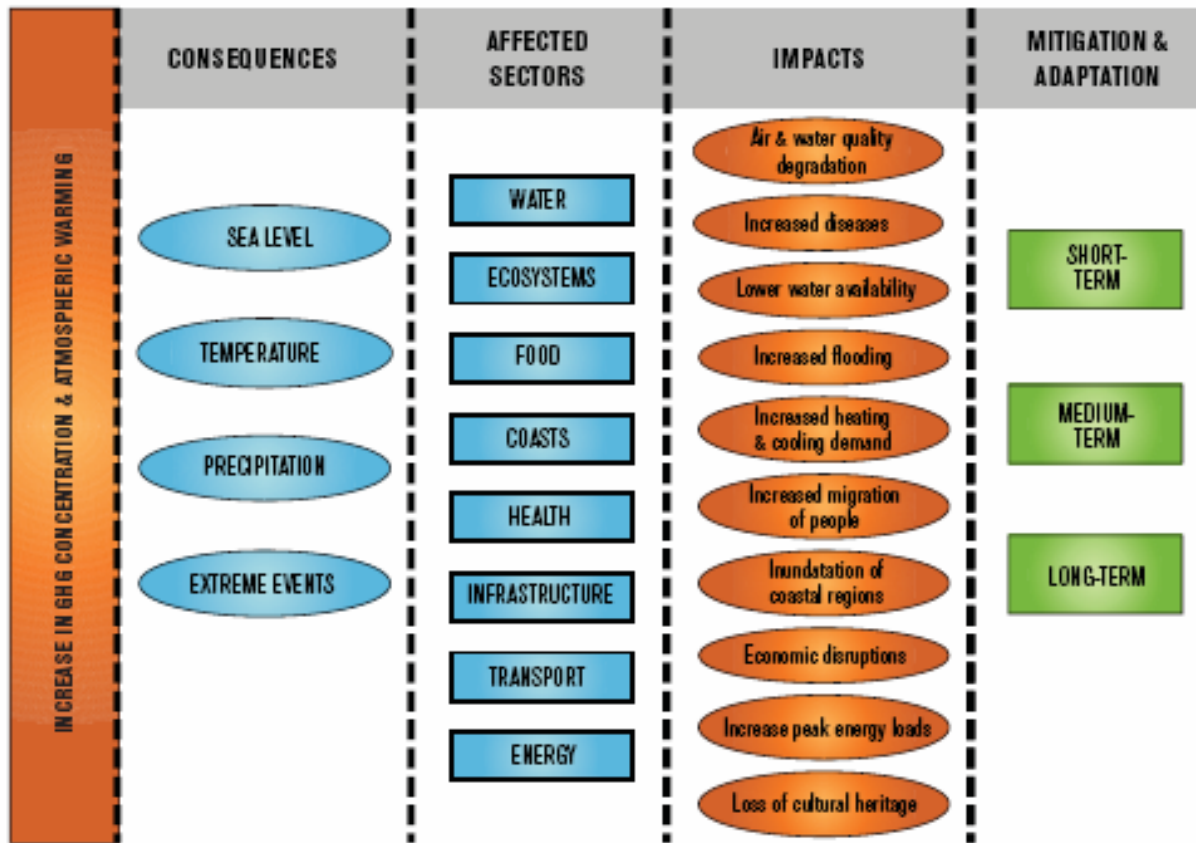 INCREASE IN GHG CONCENTRATION & ATMOSPHERIC WARMING
CONSEQUENCES
SEA LEVEL
TEMPERATURE
PRECIPITATION
EXTREME EVENTS
AFFECTED
SECTORS
WATER
ECOSYSTEMS
FOOD
COASTS
HEALTH
INFRASTRUCTURE
TRANSPORT
ENERGY
IMPACTS
Air & water quality
degradation
Increased diseases
Lower water availability
Increased flooding
Increased heating
& cooling demand
Increased migration
of people
Inundatation of
coastal regions
Economic disruptions
Increase peak energy loads
Loss of cultural heritage
MITIGATION &
ADAPTATION
SHORT-
TERM
MEDIUM-
TERM
LONG-TERM